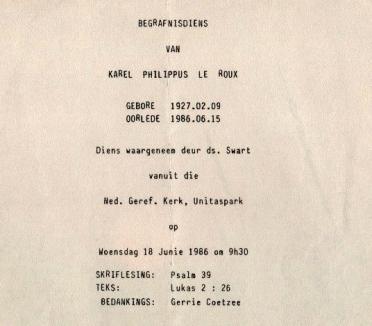 BEGRAFNISDIENS
VAN
KAREL PHILIPPUS LE ROUX
GEBORE 1927.02.09
OORLEDE 1986.06.15
Diens waargeneem deur ds. Swart
vanuit die
Ned. Geref. Kerk, Unitaspark
op
Woensdag 18 Junie 1986 om 9h30
SKRIFLESING: Psalm 39
TEKS: Lukas 2 : 26
BEDANKINGS: Gerrie Coetzee